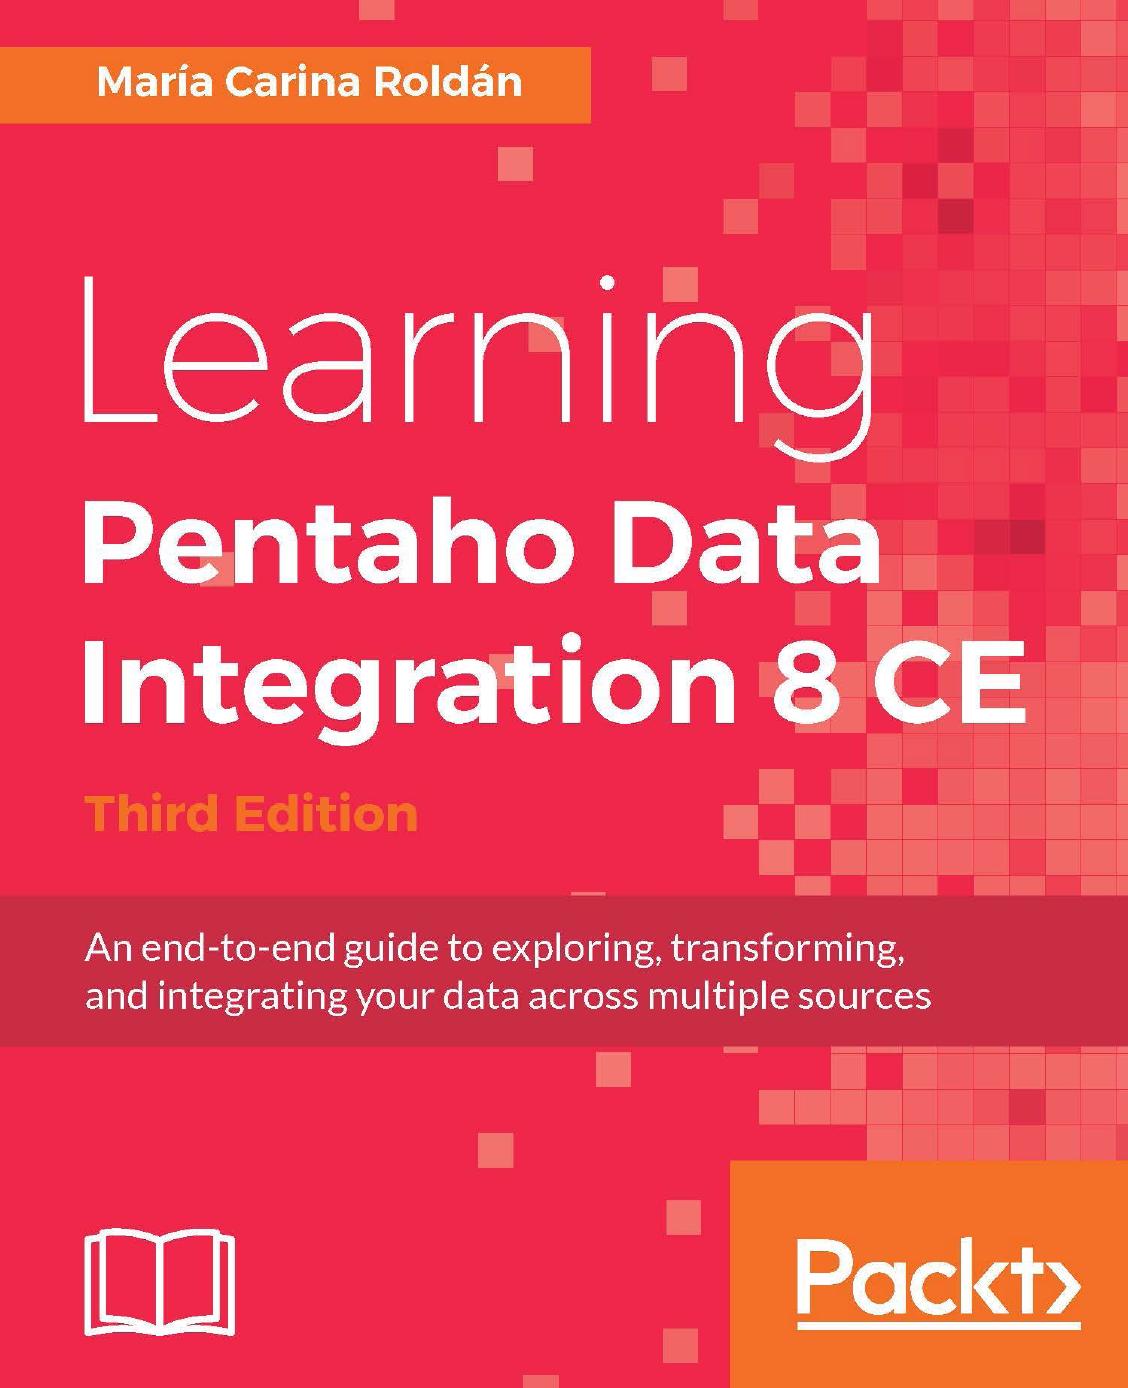 María Carina Roldán
Learning
Pentaho Data
Integration 8 CE
Third Edition
An end-to-end guide to exploring, transforming,
and integrating your data across multiple sources
Packt>